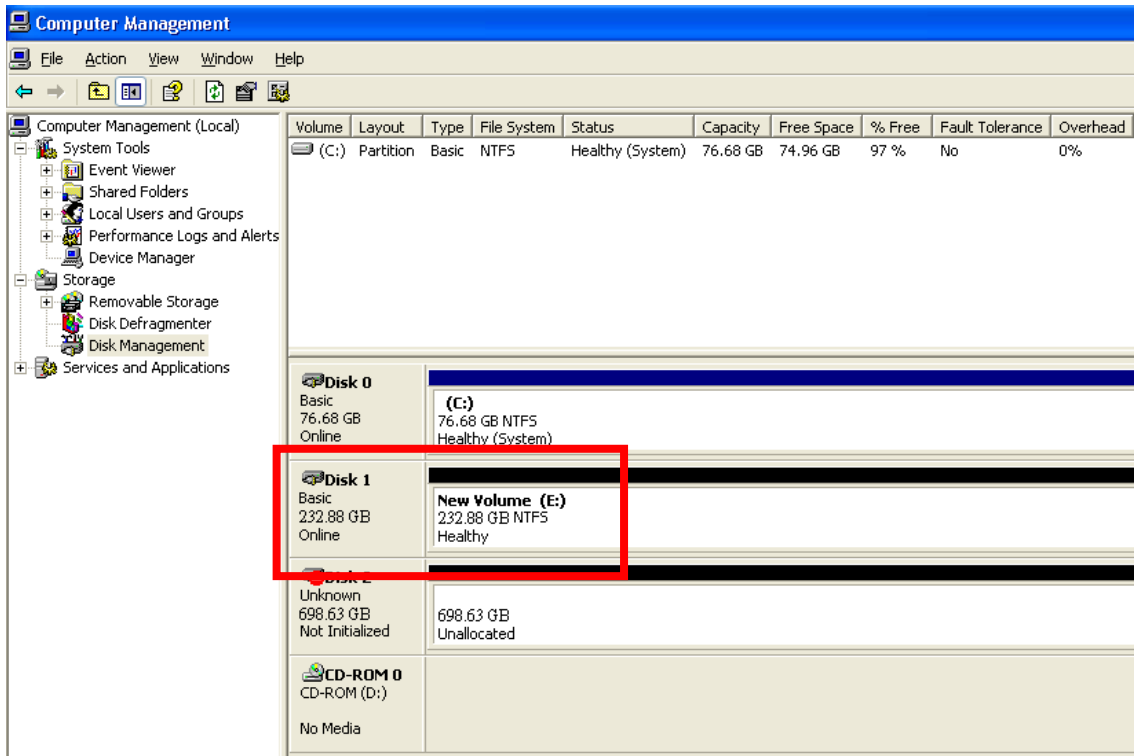 Computer Management
File Action View Window Help
Computer Management (Local)
System Tools
Event Viewer
Shared Folders
Local Users and Groups
Performance Logs and Alerts
Device Manager
Storage
Removable Storage
Disk Defragmenter
Disk Management
Services and Applications
Volume Layout Type File System Status Capacity Free Space % Free Fault Tolerance Overhead
(C:) Partition Basic NTFS Healthy (System) 76.68 GB 74.96 GB 97 % No 0%
Disk 0
Basic
76.68 GB
Online
(C:)
76.68 GB NTFS
Healthy (System)
Disk 1
Basic
232.88 GB
Online
New Volume (E:)
232.88 GB NTFS
Healthy
Disk 2
Unknown
698.63 GB
Not Initialized
698.63 GB
Unallocated
CD-ROM 0
CD-ROM (D:)
No Media